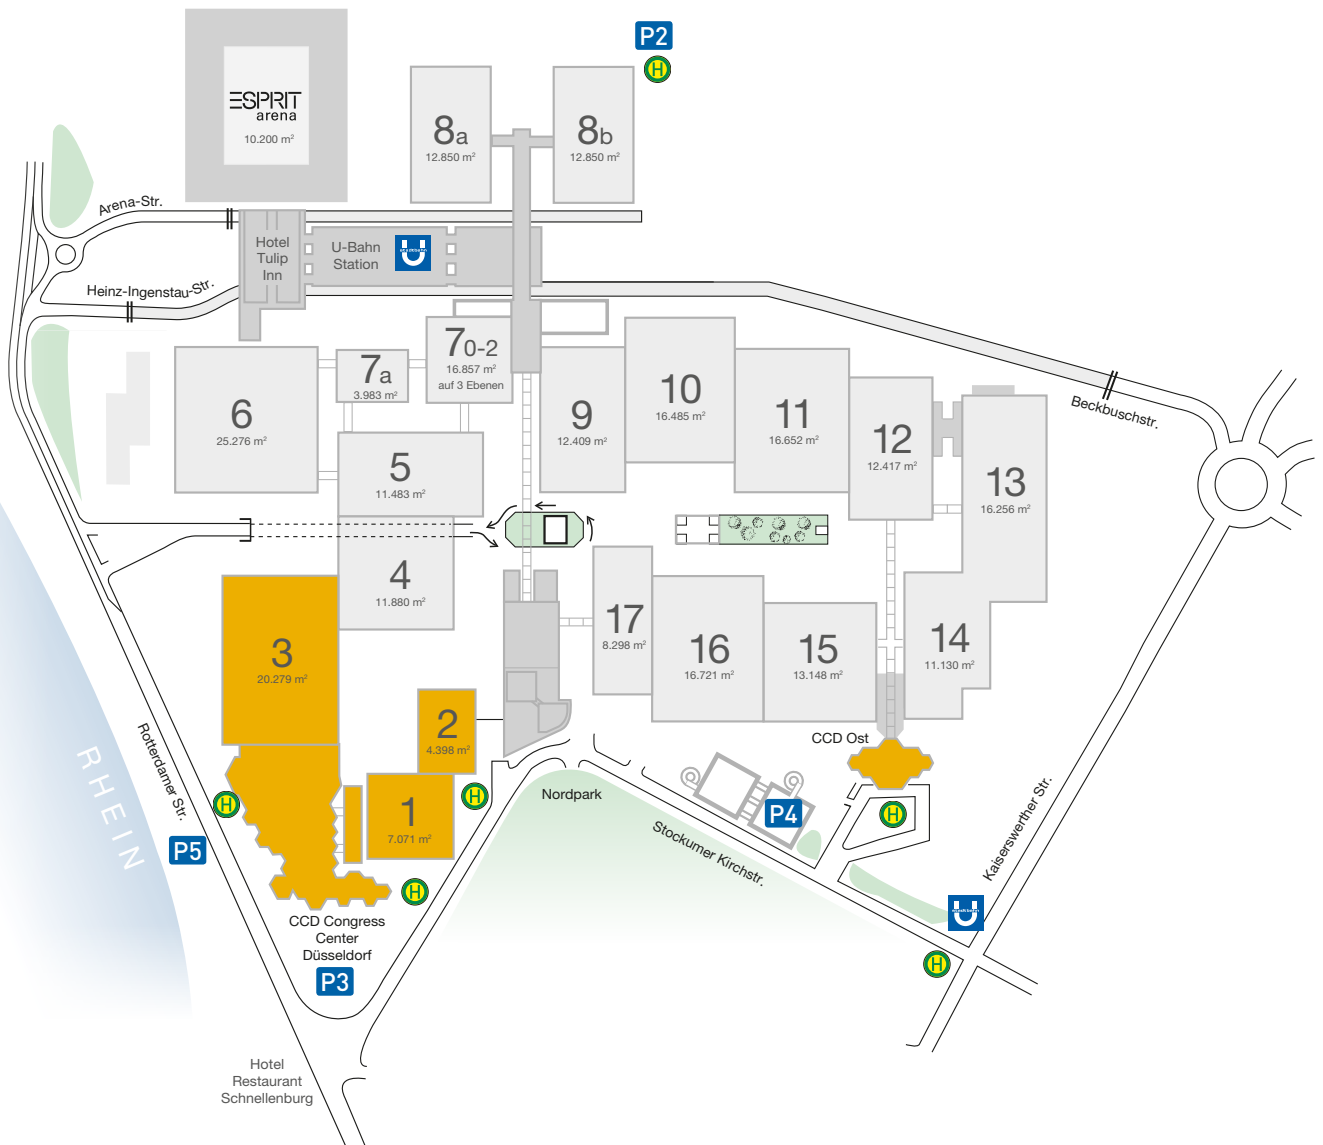 P2
H
ESPRIT
arena
10.200 m²
8a
12.850 m²
8b
12.850 m²
Arena-Str.
Hotel
Tulip
Inn
U-Bahn
Station
U
Heinz-Ingenstau-Str.
7a
3.983 m²
70-2
16.857 m²
auf 3 Ebenen
6
25.276 m²
5
11.483 m²
9
12.409 m²
10
16.485 m²
11
16.652 m²
12
12.417 m²
13
16.256 m²
Beckbuschstr.
4
11.880 m²
3
20.279 m²
17
8.298 m²
16
16.721 m²
15
13.148 m²
14
11.130 m²
2
4.398 m²
1
7.071 m²
CCD Ost
RHEIN
Rotterdamer Str.
H
H
H
P5
Nordpark
P4
H
Stockumer Kirchstr.
Kaiserswerther Str.
U
H
CCD Congress
Center
Düsseldorf
P3
Hotel
Restaurant
Schnellenburg